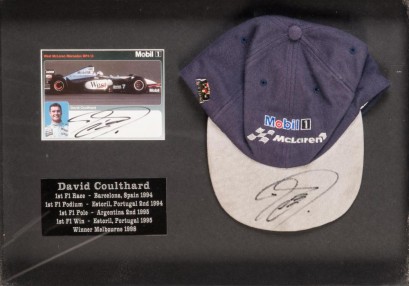 Mobil 1
David Coulthard
1st F1 Race - Barcelona, Spain 1994
1st F1 Podium - Estoril, Portugal 2nd 1994
1st F1 Pole - Argentina 2nd 1995
1st F1 Win - Estoril, Portugal 1995
Winner Melbourne 1998
Mobil 1
McLaren